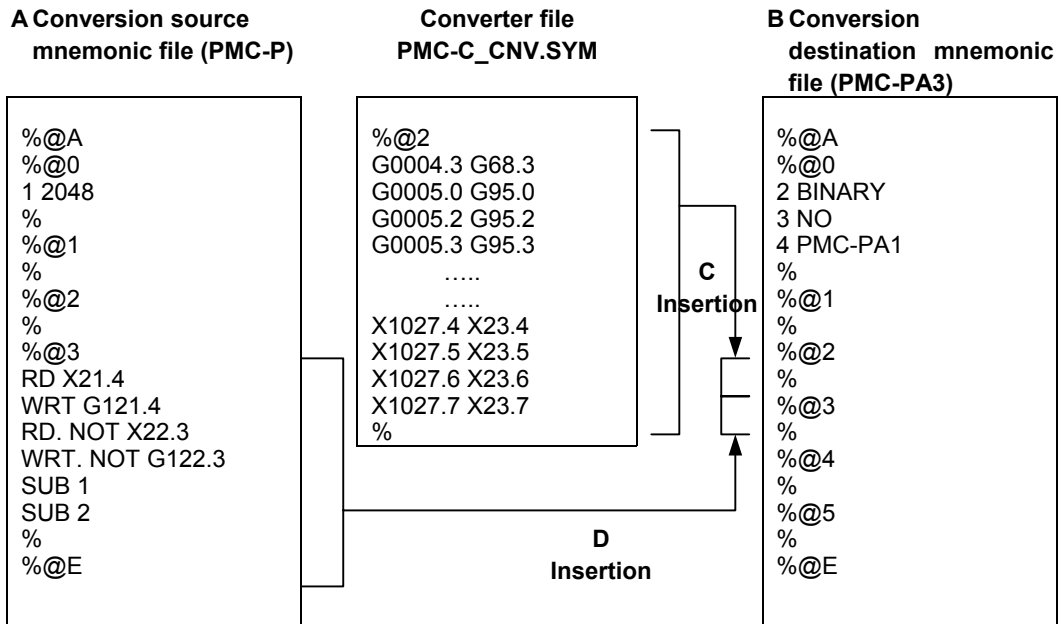 A Conversion source
mnemonic file (PMC-P)
%@A
%@0
1 2048
%
%@1
%
%@2
%
%@3
RD X21.4
WRT G121.4
RD. NOT X22.3
WRT. NOT G122.3
SUB 1
SUB 2
%
%@E
Converter file
PMC-C_CNV.SYM
%@2
G0004.3 G68.3
G0005.0 G95.0
G0005.2 G95.2
G0005.3 G95.3
…..
…..
X1027.4 X23.4
X1027.5 X23.5
X1027.6 X23.6
X1027.7 X23.7
%
C
Insertion
D
Insertion
B Conversion
destination mnemonic
file (PMC-PA3)
%@A
%@0
2 BINARY
3 NO
4 PMC-PA1
%
%@1
%
%@2
%
%@3
%
%@4
%
%@5
%
%@E